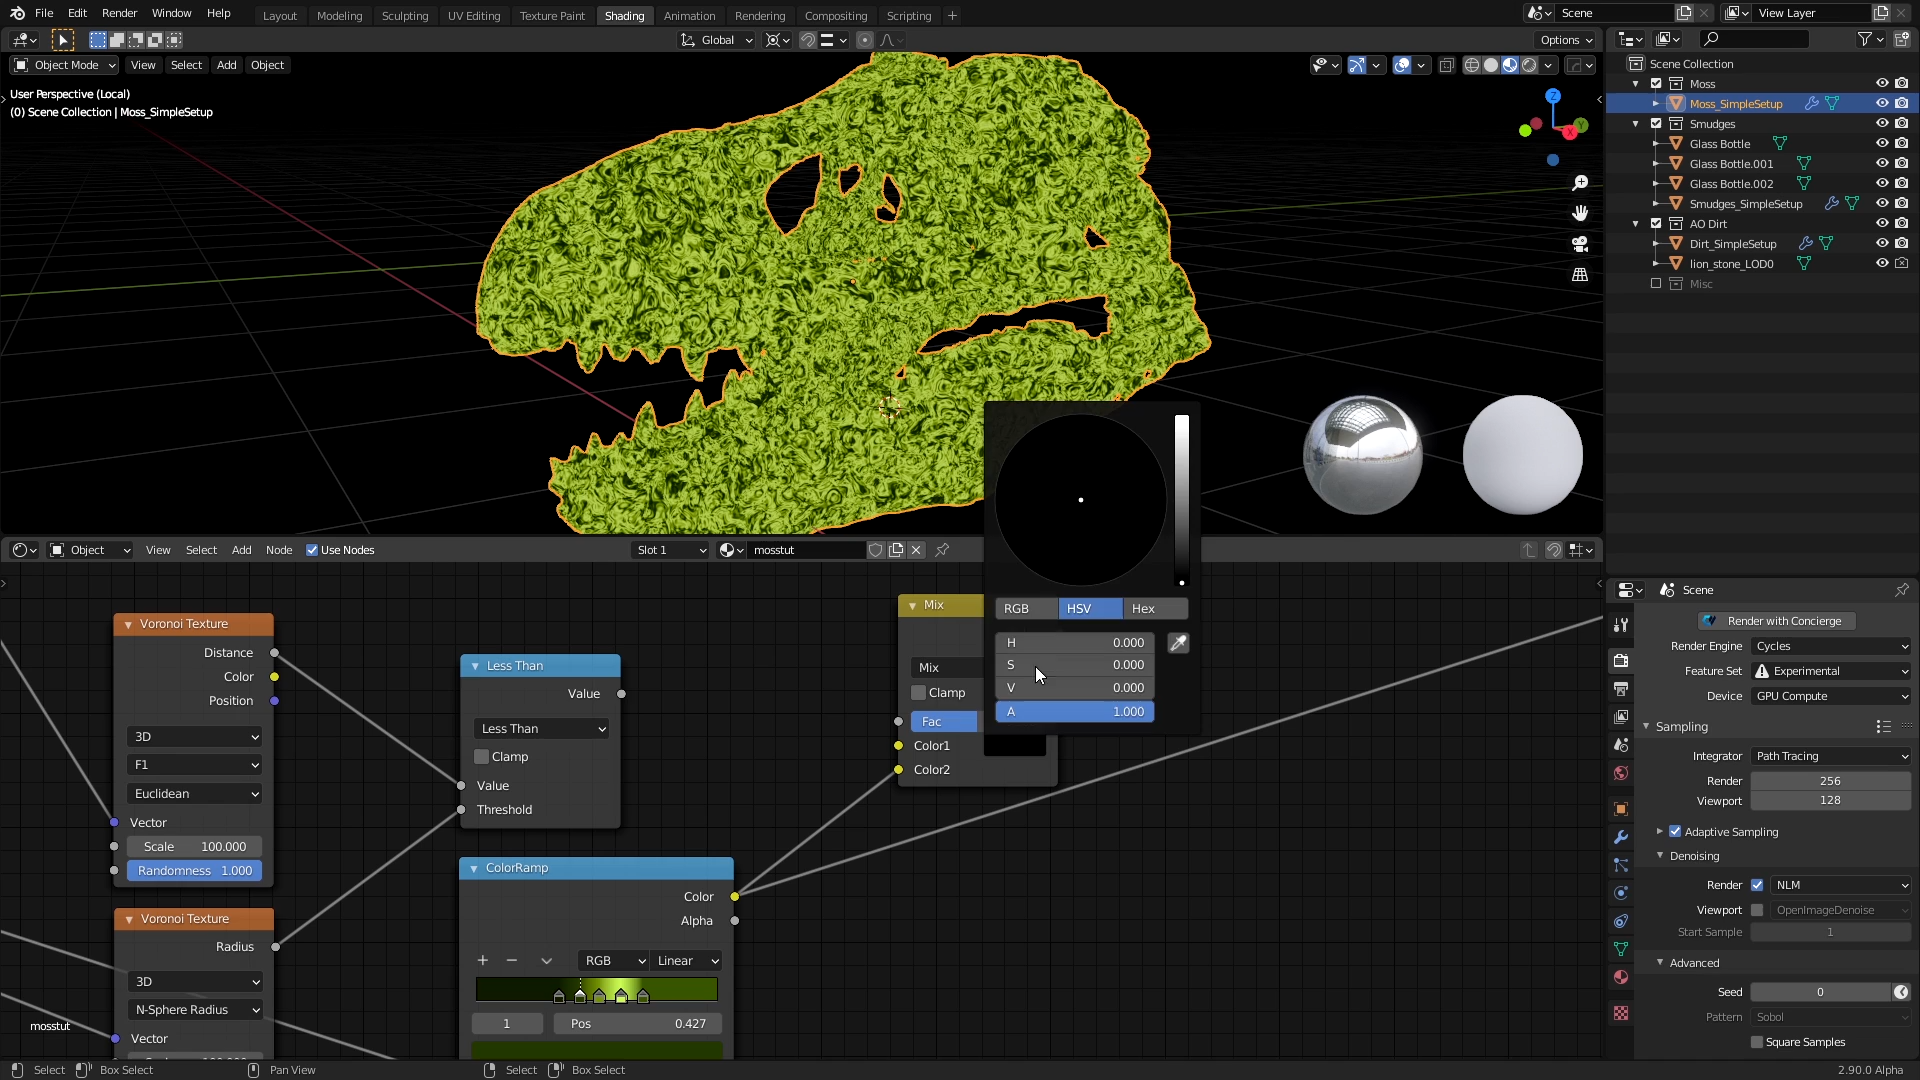 File Edit Render Window Help Layout Modeling Sculpting UV Editing Texture Paint Shading Animation Rendering Compositing Scripting + Scene View Layer
Global Options
Object Mode View Select Add Object
User Perspective (Local)
(0) Scene Collection | Moss_SimpleSetup
Z
Y
X
Scene Collection
Moss
Moss_SimpleSetup
Smudges
Glass Bottle
Glass Bottle.001
Glass Bottle.002
Smudges_SimpleSetup
AO Dirt
Dirt_SimpleSetup
lion_stone_LOD0
Misc
Object View Select Add Node Use Nodes Slot 1 mosstut
Voronoi Texture
Distance
Color
Position
3D
F1
Euclidean
Vector
Scale 100.000
Randomness 1.000
Voronoi Texture
Radius
3D
N-Sphere Radius
Vector
mosstut
Less Than
Value
Less Than
Clamp
Value
Threshold
ColorRamp
Color
Alpha
+ − RGB Linear
1 Pos 0.427
Mix
Mix
Clamp
Fac
Color1
Color2
RGB HSV Hex
H 0.000
S 0.000
V 0.000
A 1.000
Scene
Render with Concierge
Render Engine Cycles
Feature Set Experimental
Device GPU Compute
Sampling
Integrator Path Tracing
Render 256
Viewport 128
Adaptive Sampling
Denoising
Render NLM
Viewport OpenImageDenoise
Start Sample 1
Advanced
Seed 0
Pattern Sobol
Square Samples
Select Box Select Pan View Select Box Select 2.90.0 Alpha